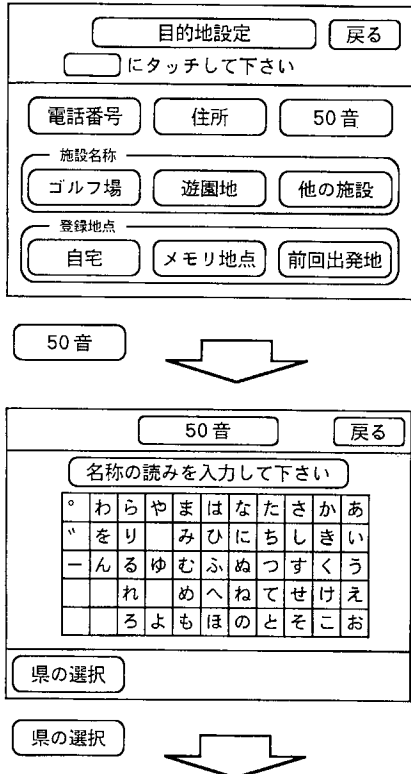 目的地設定 戻る
にタッチして下さい
電話番号 住所 50音
施設名称
ゴルフ場 遊園地 他の施設
登録地点
自宅 メモリ地点 前回出発地
50音
50音 戻る
名称の読みを入力して下さい
゜ わ ら や ま は な た さ か あ
〃 を り み ひ に ち し き い
ー ん る ゆ む ふ ぬ つ す く う
れ め へ ね て せ け え
ろ よ も ほ の と そ こ お
県の選択
県の選択